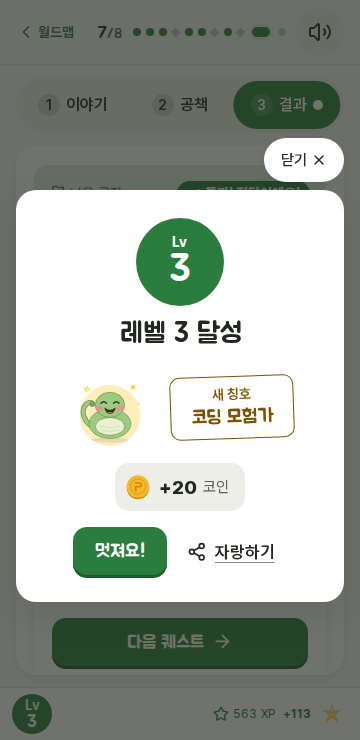 월드맵
7/8
1 이야기
2 공책
3 결과
닫기 ×
Lv
3
레벨 3 달성
새 칭호
코딩 모험가
+20 코인
멋져요!
자랑하기
다음 퀘스트 →
Lv
3
563 XP +113